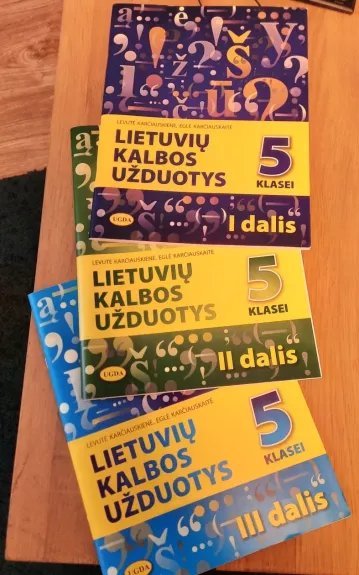 LEVUTĖ KARČIAUSKIENĖ, EGLĖ KARČIAUSKAITĖ
LIETUVIŲ
KALBOS
UŽDUOTYS
5
KLASEI
UGDA
I dalis
LEVUTĖ KARČIAUSKIENĖ, EGLĖ KARČIAUSKAITĖ
LIETUVIŲ
KALBOS
UŽDUOTYS
5
KLASEI
UGDA
II dalis
LEVUTĖ KARČIAUSKIENĖ, EGLĖ KARČIAUSKAITĖ
LIETUVIŲ
KALBOS
UŽDUOTYS
5
KLASEI
UGDA
III dalis